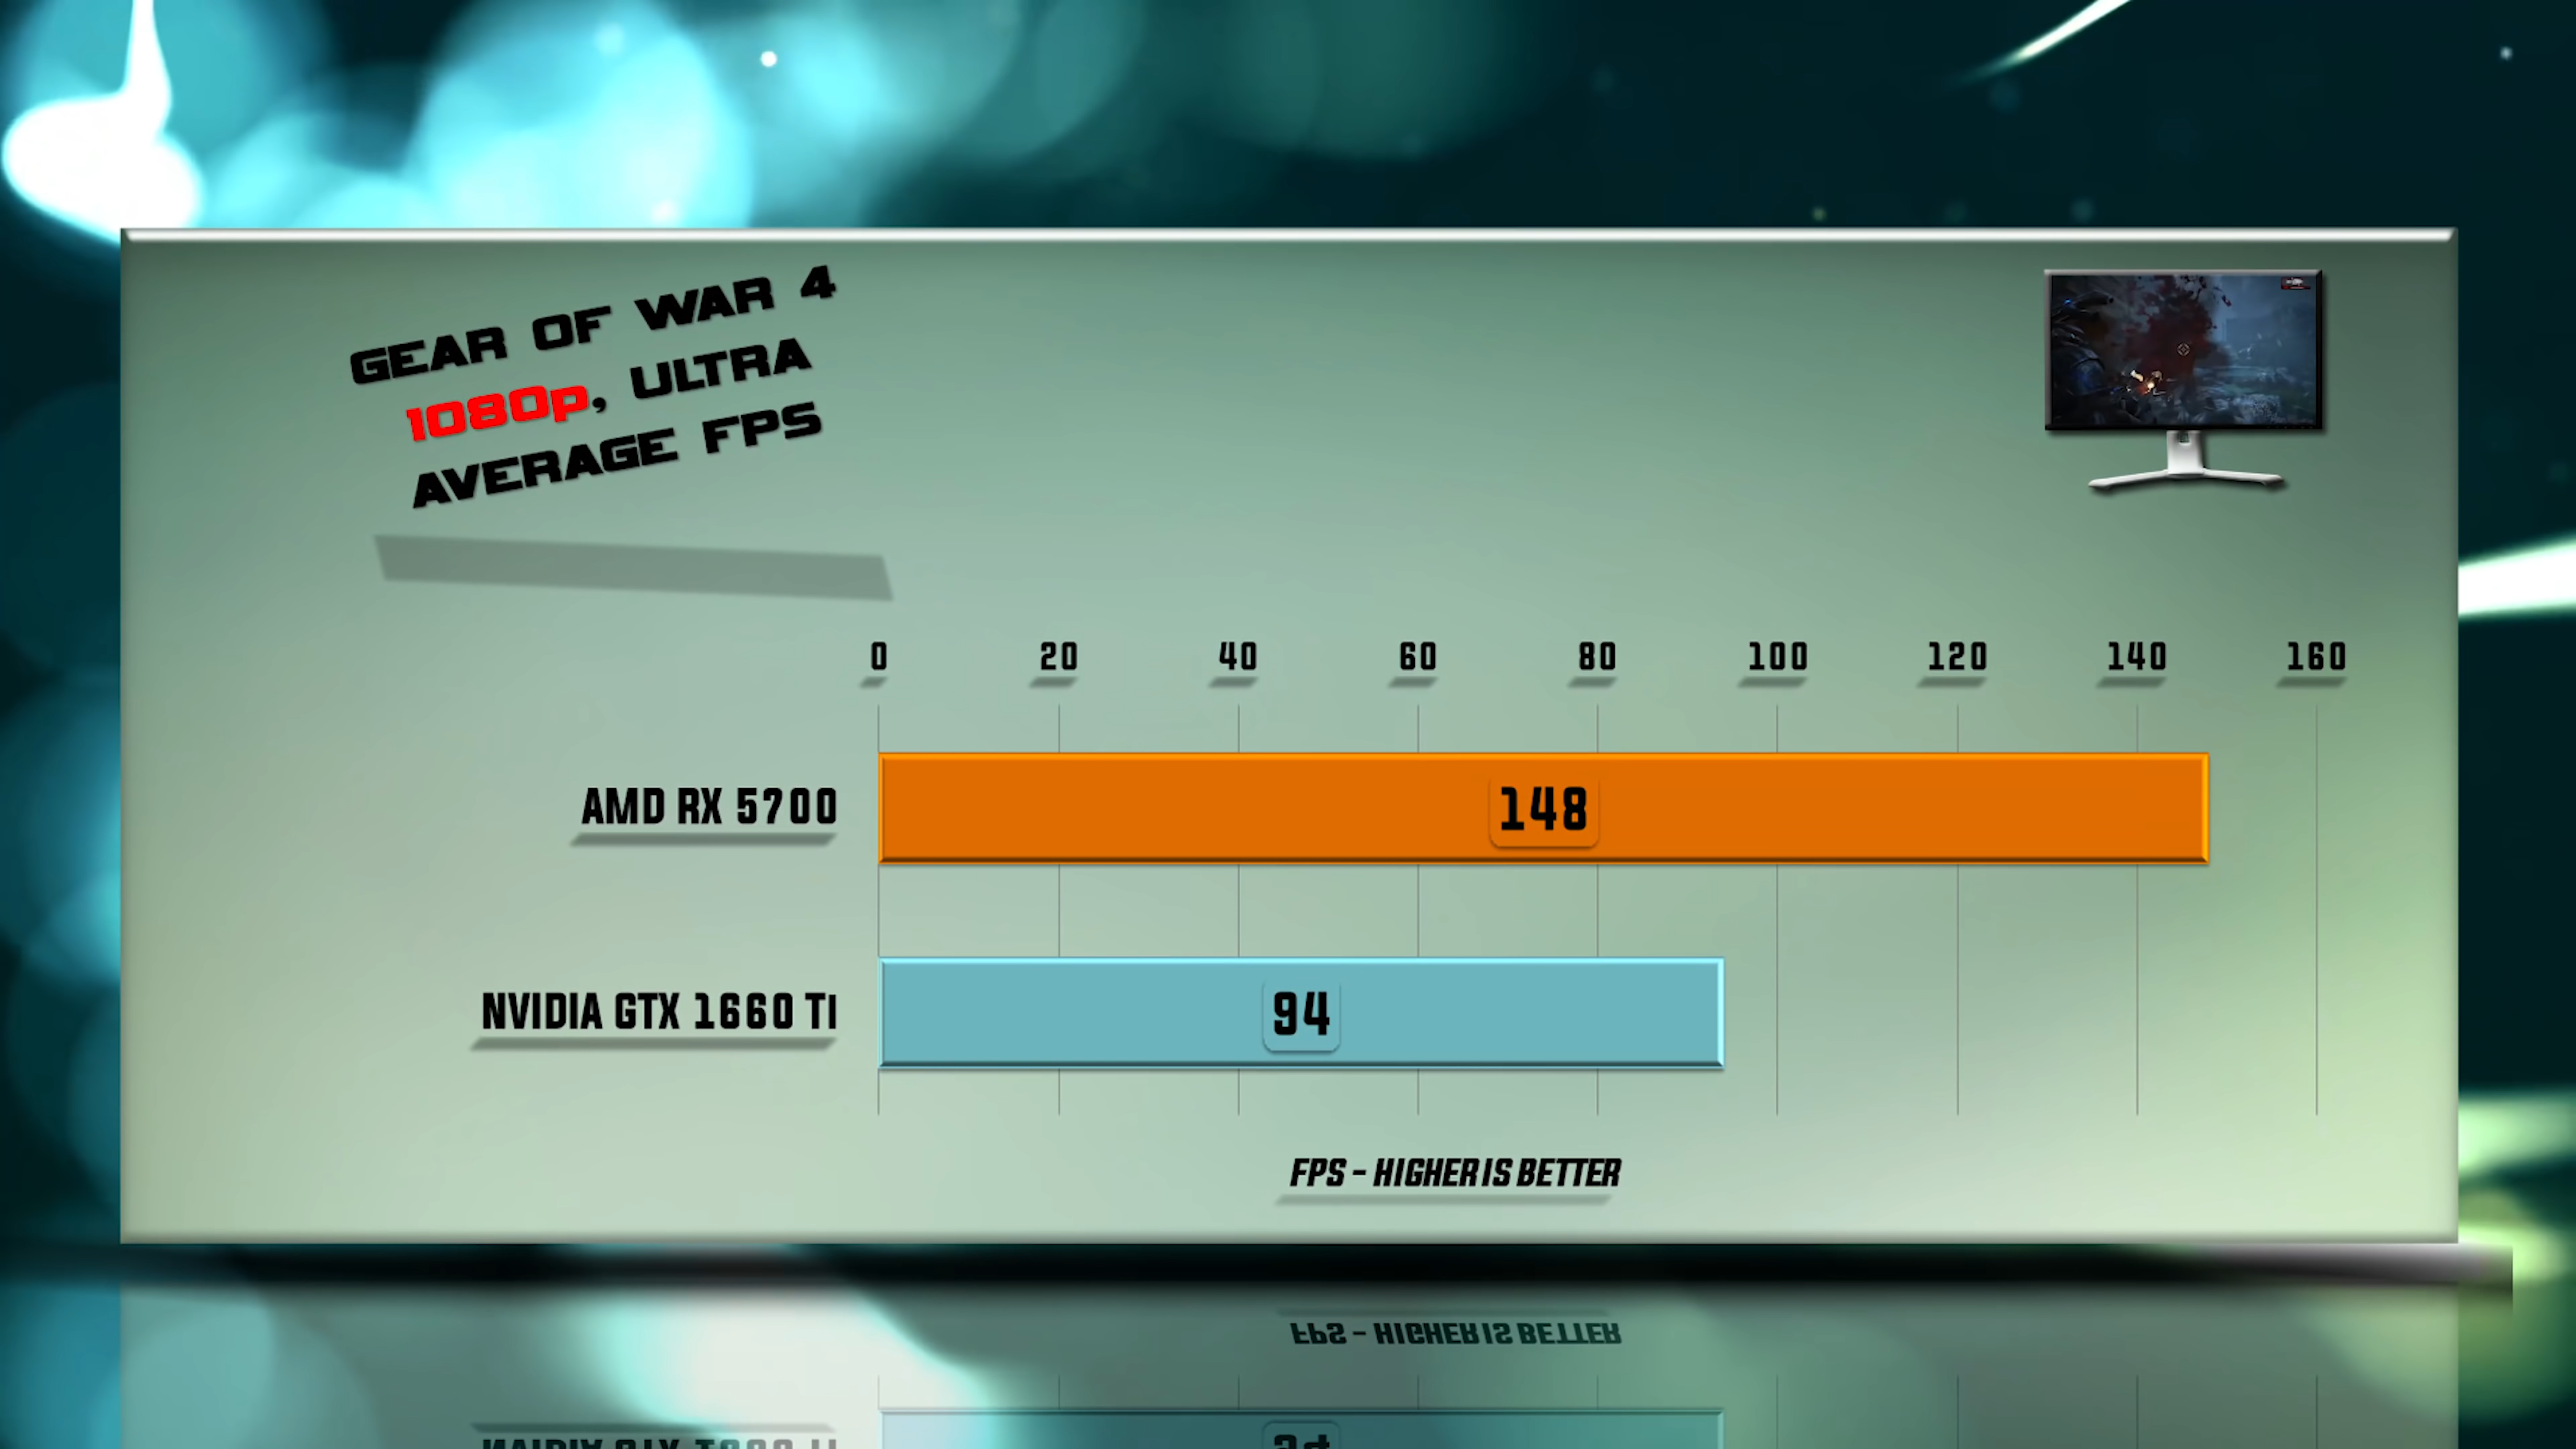 GEAR OF WAR 4
1080p, ULTRA
AVERAGE FPS
0 20 40 60 80 100 120 140 160
AMD RX 5700 148
NVIDIA GTX 1660 TI 94
FPS - HIGHER IS BETTER